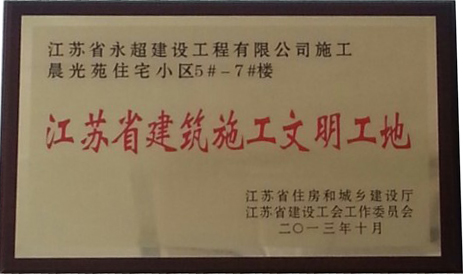 江苏省永超建设工程有限公司施工
晨光苑住宅小区5#-7#楼
江苏省建筑施工文明工地
江苏省住房和城乡建设厅
江苏省建设工会工作委员会
二〇一三年十月